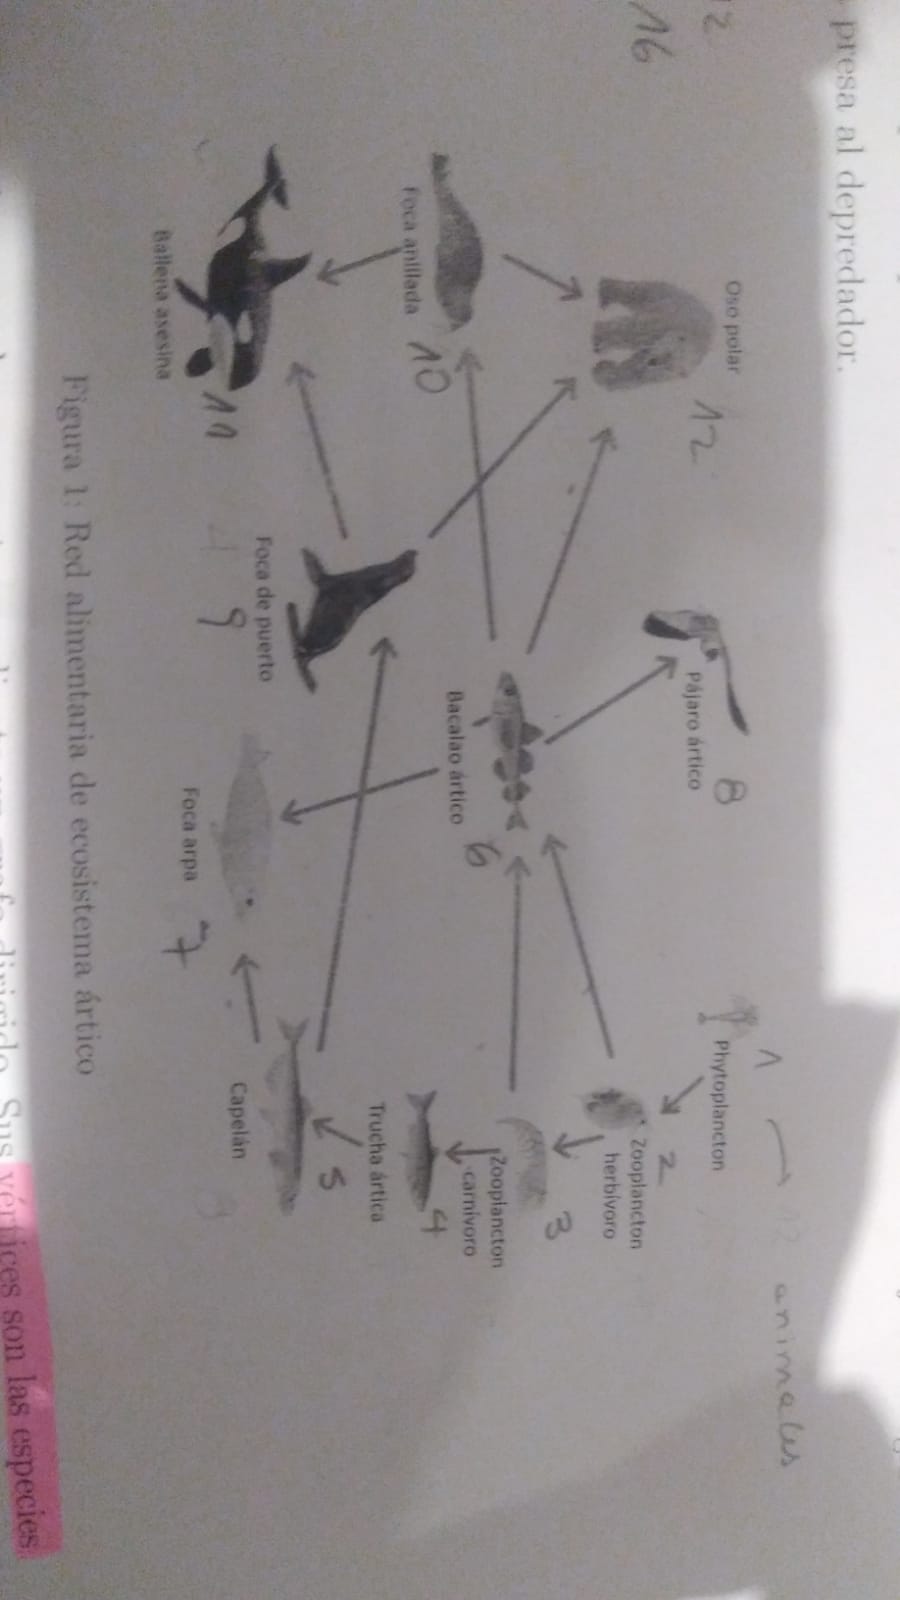 presa al depredador.
1 → 12 animales
Oso polar
12
Pájaro ártico
8
Phytoplancton
2
Zooplancton
herbívoro
16
3
Zooplancton
carnívoro
Bacalao ártico
6
4
Foca anillada
10
Trucha ártica
5
Foca de puerto
9
Capelán
11
Foca arpa
7
Ballena asesina
Figura 1: Red alimentaria de ecosistema ártico
grafo dirigido. Sus vértices son las especies